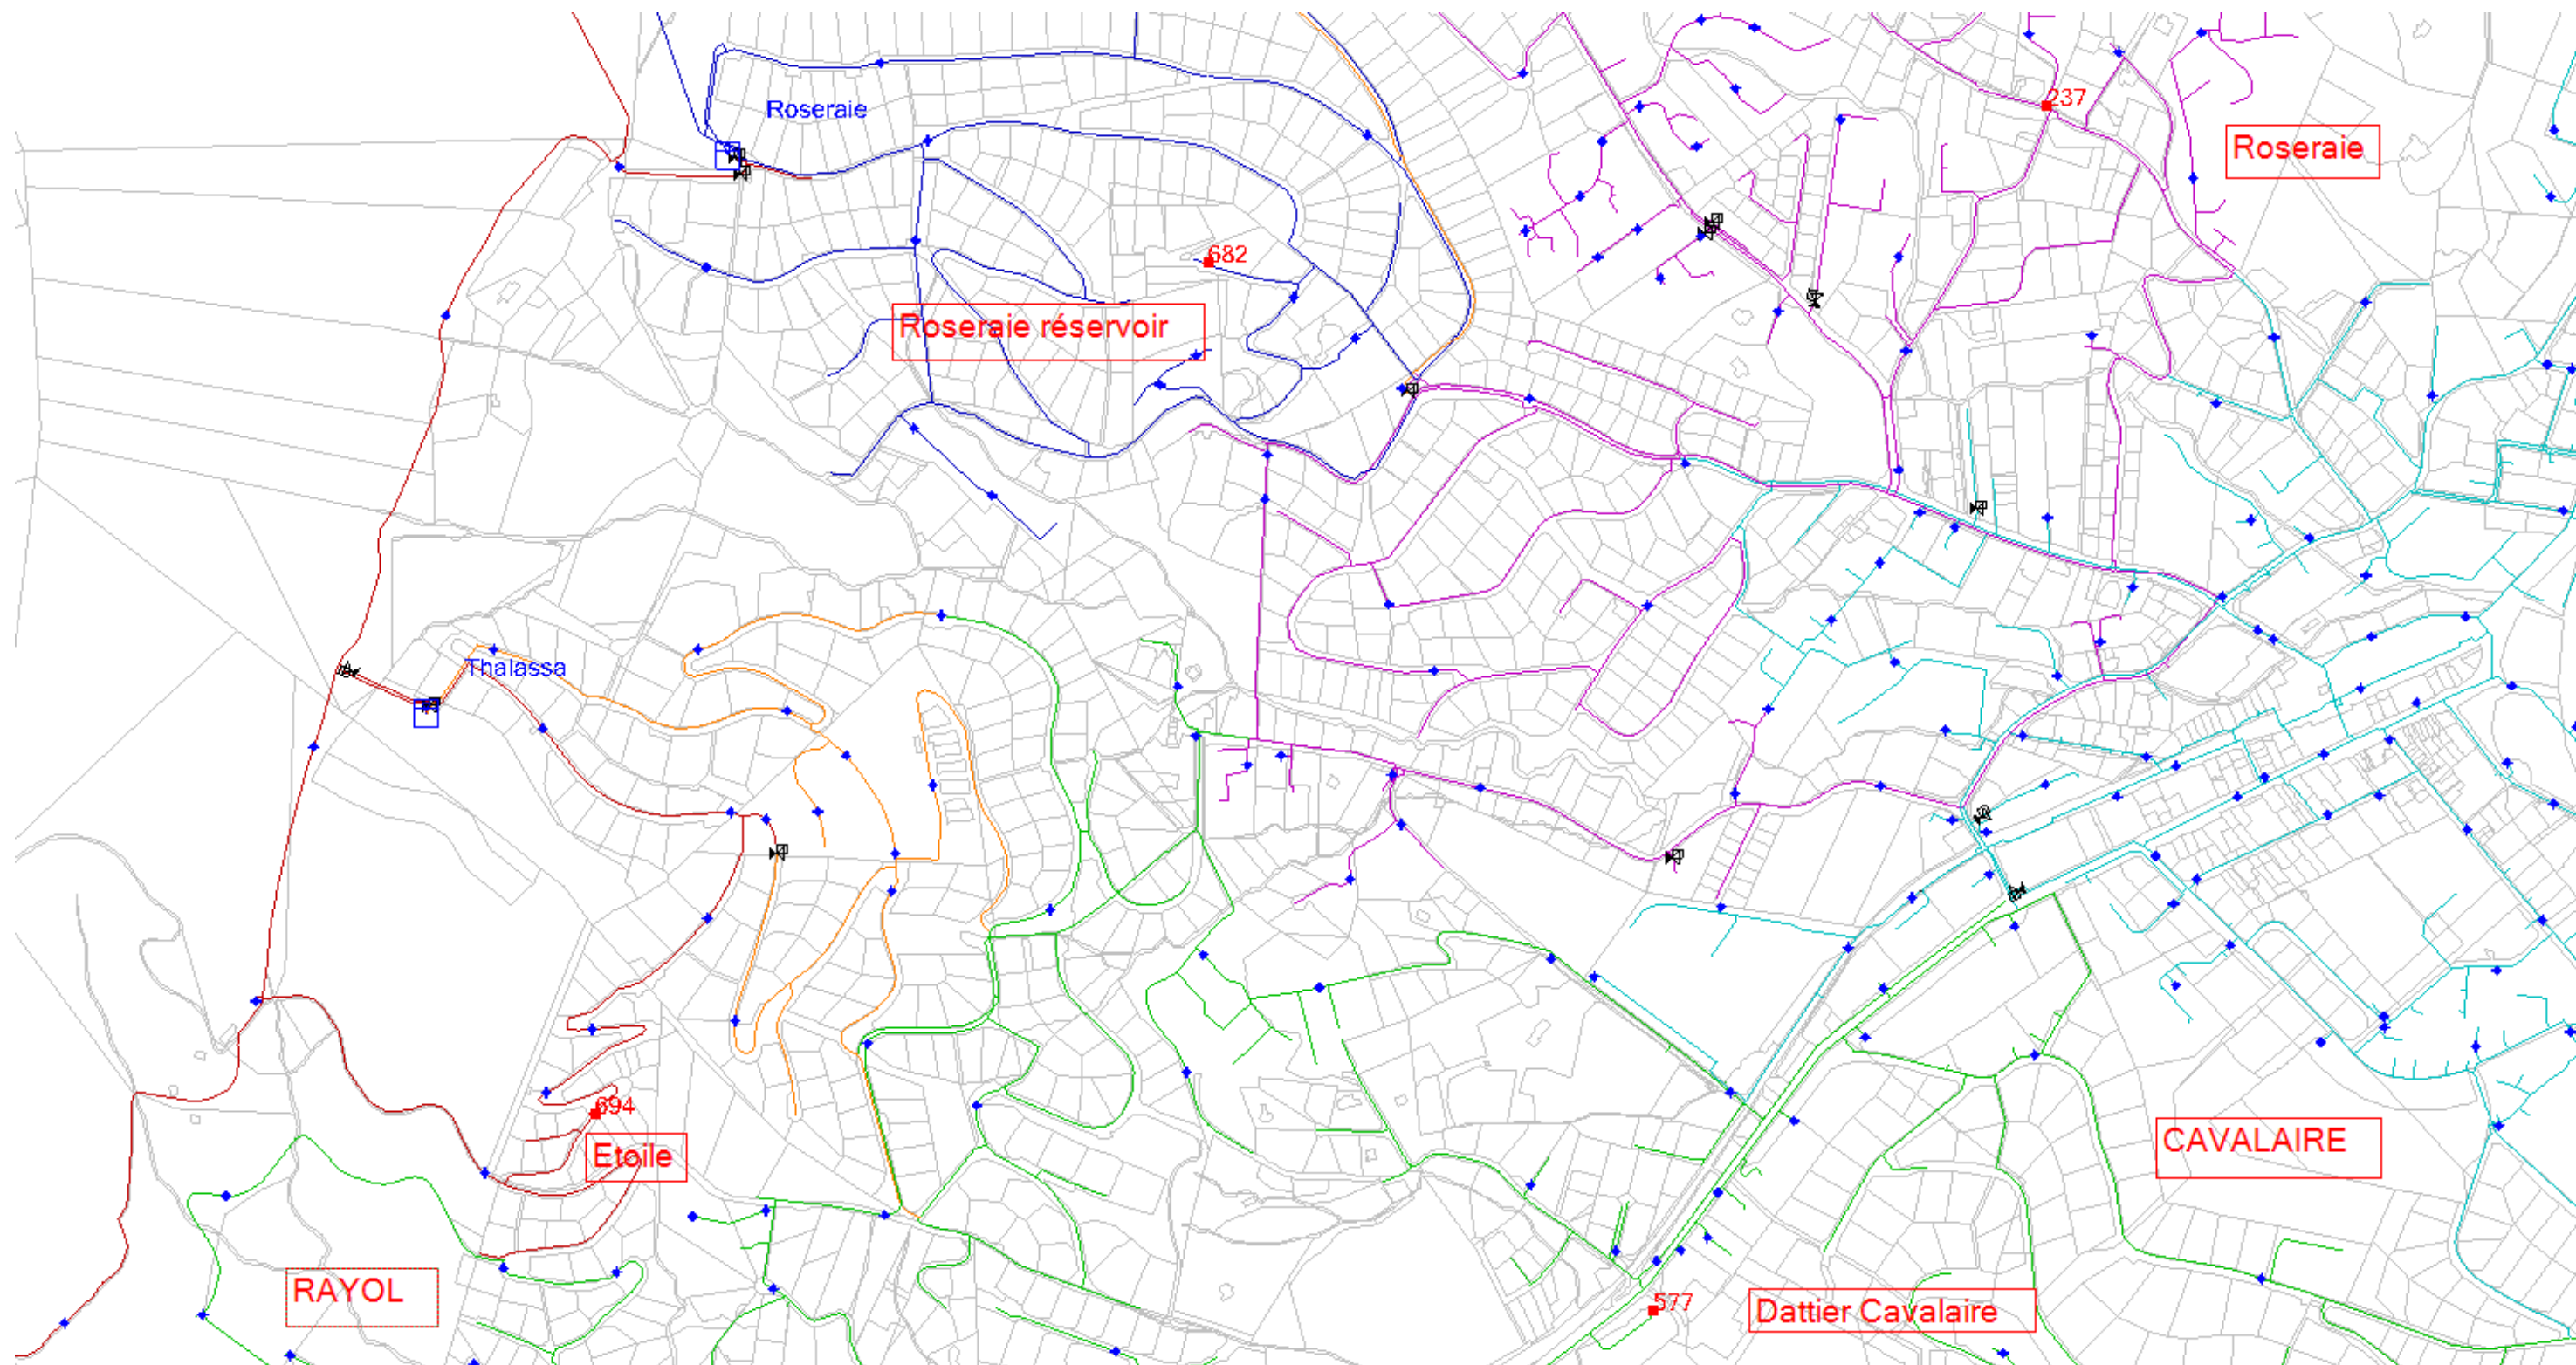 237
Roseraie
Roseraie
682
Roseraie réservoir
Thalassa
694
Etoile
CAVALAIRE
RAYOL
577
Dattier Cavalaire